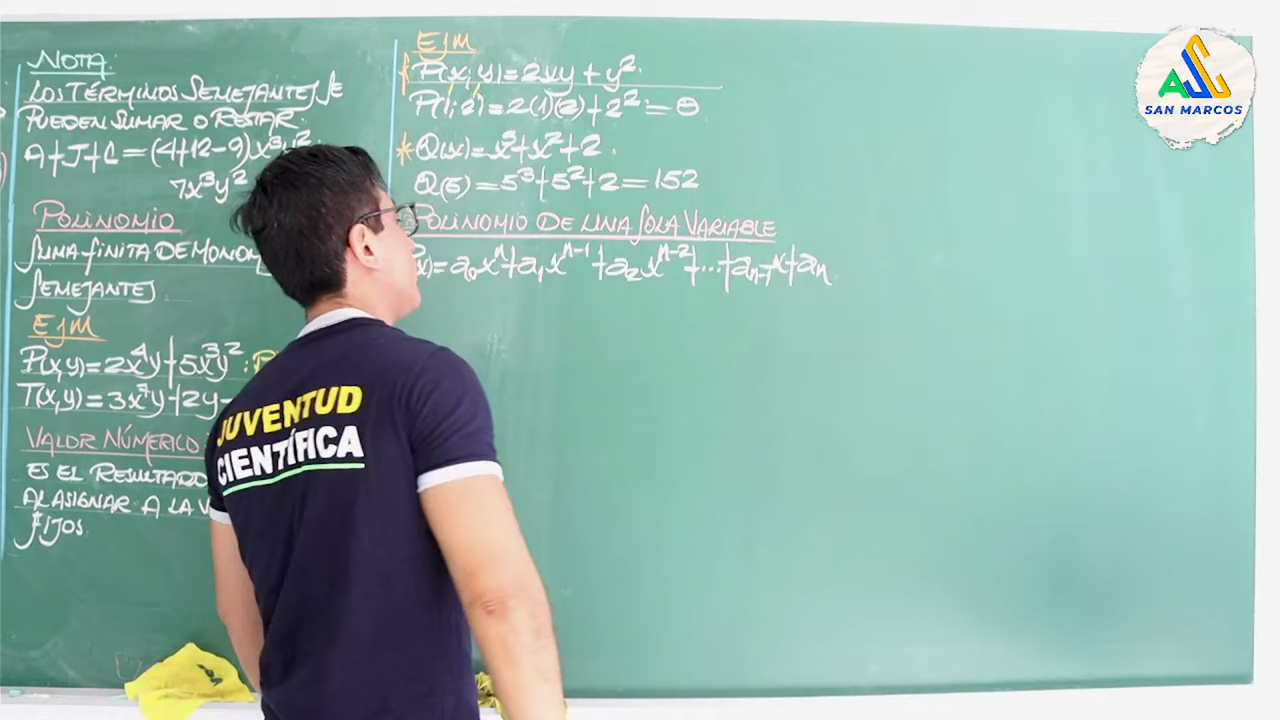 NOTA:
LOS TÉRMINOS SEMEJANTES SE
PUEDEN SUMAR O RESTAR.
A+J+C=(4+12-9)x³y².
7x³y²
POLINOMIO
SUMA FINITA DE MONOM
SEMEJANTES
EJM
P(x,y)=2x⁴y+5x³y²:
T(x,y)=3x⁷y+2y-
VALOR NÚMERICO
ES EL RESULTADO
AL ASIGNAR A LA V
FIJOS.
EJM
* P(x;y)=2xy+y².
P(1;2)=2(1)(2)+2²=8
* Q(x)=x³+x²+2.
Q(5)=5³+5²+2=152
POLINOMIO DE UNA SOLA VARIABLE
(x)=a₀xⁿ+a₁xⁿ⁻¹+a₂xⁿ⁻²+...+aₙ₋₁x+aₙ
JUVENTUD
CIENTÍFICA
SAN MARCOS